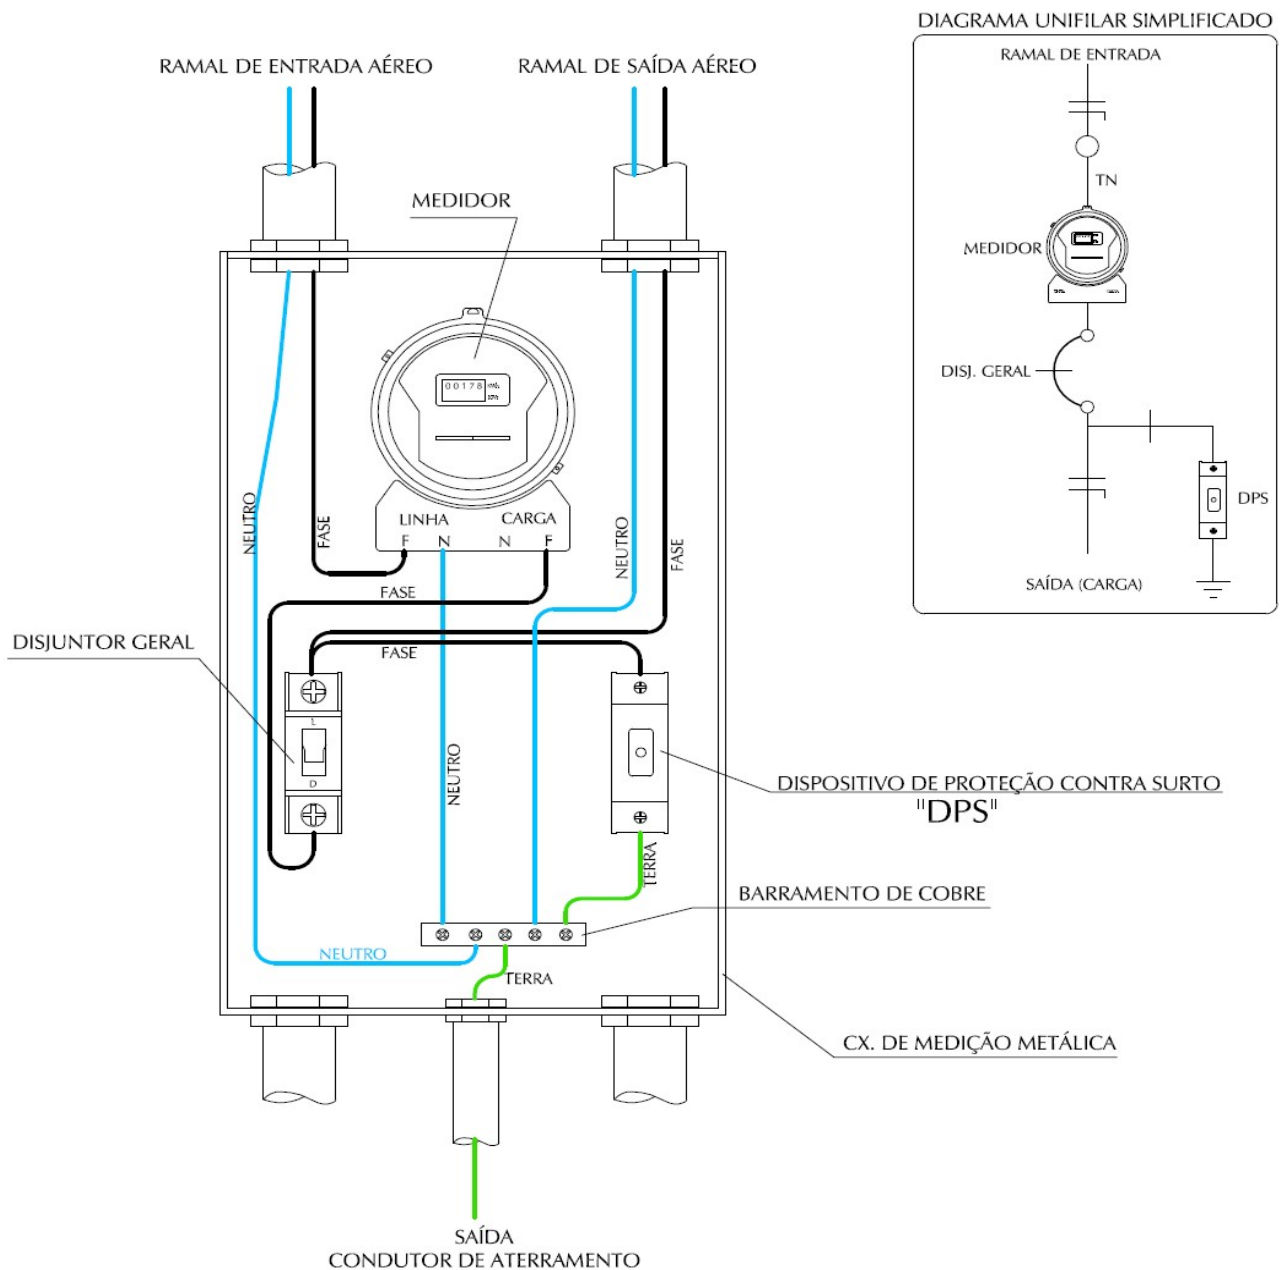 DIAGRAMA UNIFILAR SIMPLIFICADO
RAMAL DE ENTRADA AÉREO
RAMAL DE SAÍDA AÉREO
RAMAL DE ENTRADA
TN
MEDIDOR
MEDIDOR
DISJ. GERAL
DPS
SAÍDA (CARGA)
00178
LINHA
CARGA
F
N
N
F
NEUTRO
FASE
NEUTRO
FASE
FASE
DISJUNTOR GERAL
FASE
L
D
NEUTRO
DISPOSITIVO DE PROTEÇÃO CONTRA SURTO
"DPS"
TERRA
BARRAMENTO DE COBRE
NEUTRO
TERRA
CX. DE MEDIÇÃO METÁLICA
SAÍDA
CONDUTOR DE ATERRAMENTO